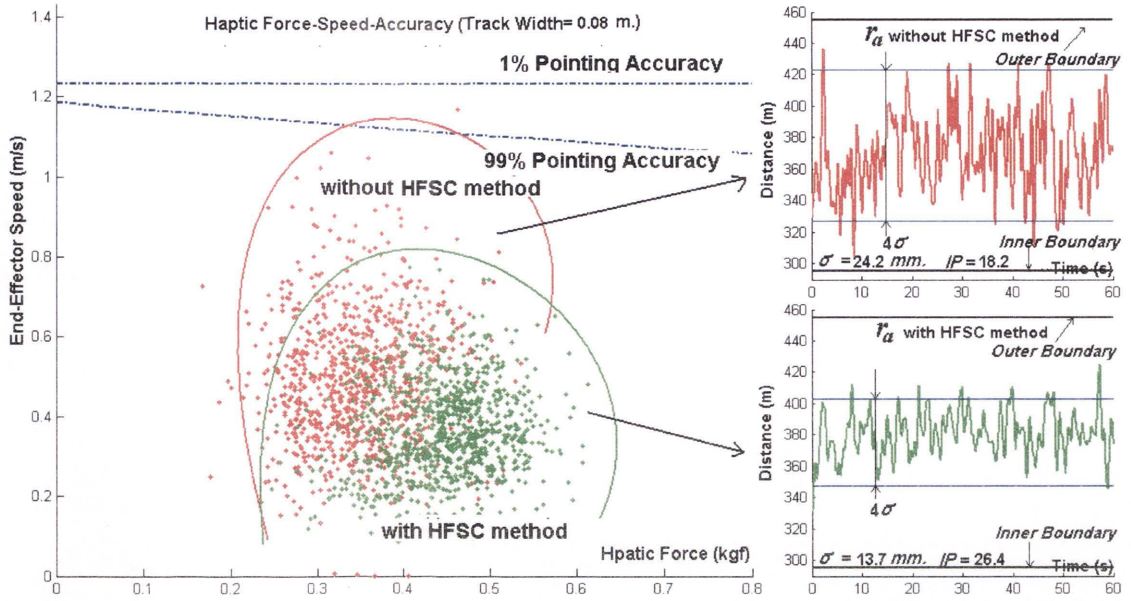 Haptic Force-Speed-Accuracy (Track Width= 0.08 m.)
End-Effector Speed (m/s)
1.4
1.2
1
0.8
0.6
0.4
0.2
0
1% Pointing Accuracy
99% Pointing Accuracy
without HFSC method
with HFSC method
Hpatic Force (kgf)
0 0.1 0.2 0.3 0.4 0.5 0.6 0.7 0.8
460
440
420
400
380
360
340
320
300
Distance (m)
ra without HFSC method
Outer Boundary
4σ
Inner Boundary
σ = 24.2 mm. IP = 18.2
Time (s)
0 10 20 30 40 50 60
460
440
420
400
380
360
340
320
300
Distance (m)
ra with HFSC method
Outer Boundary
4σ
Inner Boundary
σ = 13.7 mm. IP = 26.4
Time (s)
0 10 20 30 40 50 60